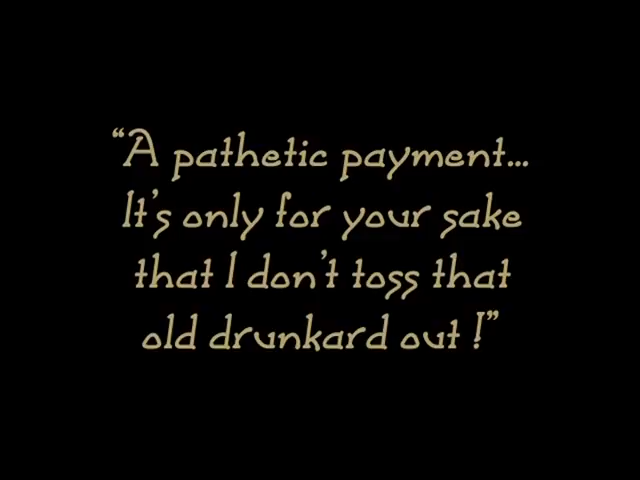 “A pathetic payment...
It’s only for your sake
that I don’t toss that
old drunkard out !”